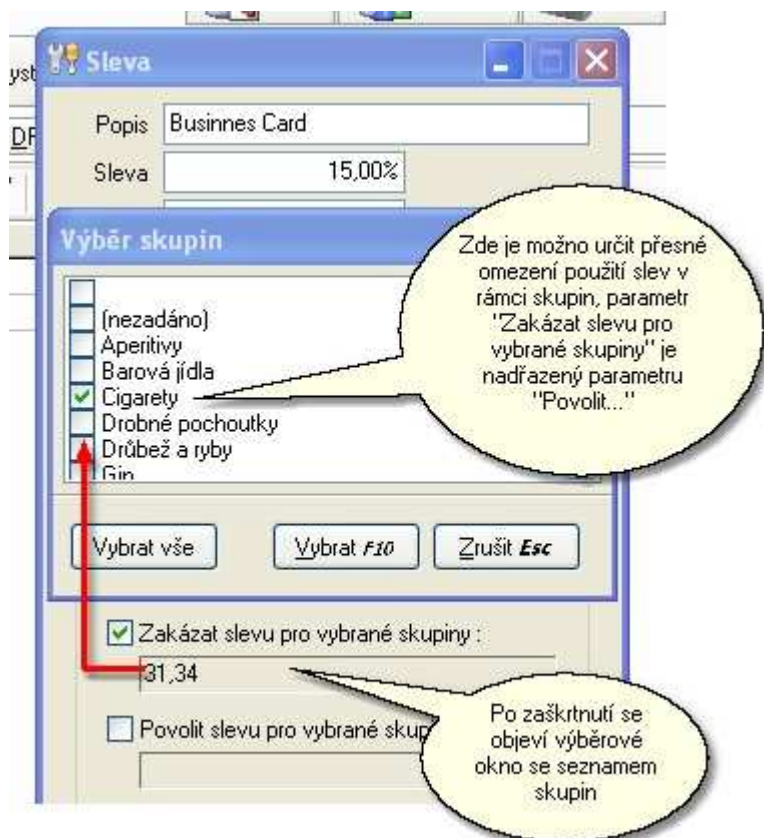 yst
DF
Sleva
Popis Businnes Card
Sleva 15,00%
Výběr skupin
(nezadáno)
Aperitivy
Barová jídla
Cigarety
Drobné pochoutky
Drůbež a ryby
Gin
Vybrat vše Vybrat F10 Zrušit Esc
Zde je možno určit přesné
omezení použití slev v
rámci skupin, parametr
"Zakázat slevu pro
vybrané skupiny" je
nadřazený parametru
"Povolit..."
Zakázat slevu pro vybrané skupiny :
31,34
Povolit slevu pro vybrané skup
Po zaškrtnutí se
objeví výběrové
okno se seznamem
skupin